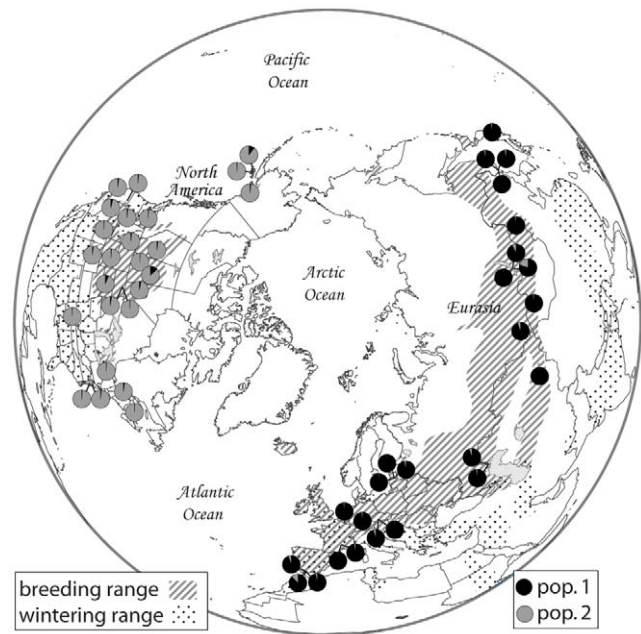 Pacific
Ocean
North
America
Arctic
Ocean
Eurasia
Atlantic
Ocean
breeding range
wintering range
pop. 1
pop. 2